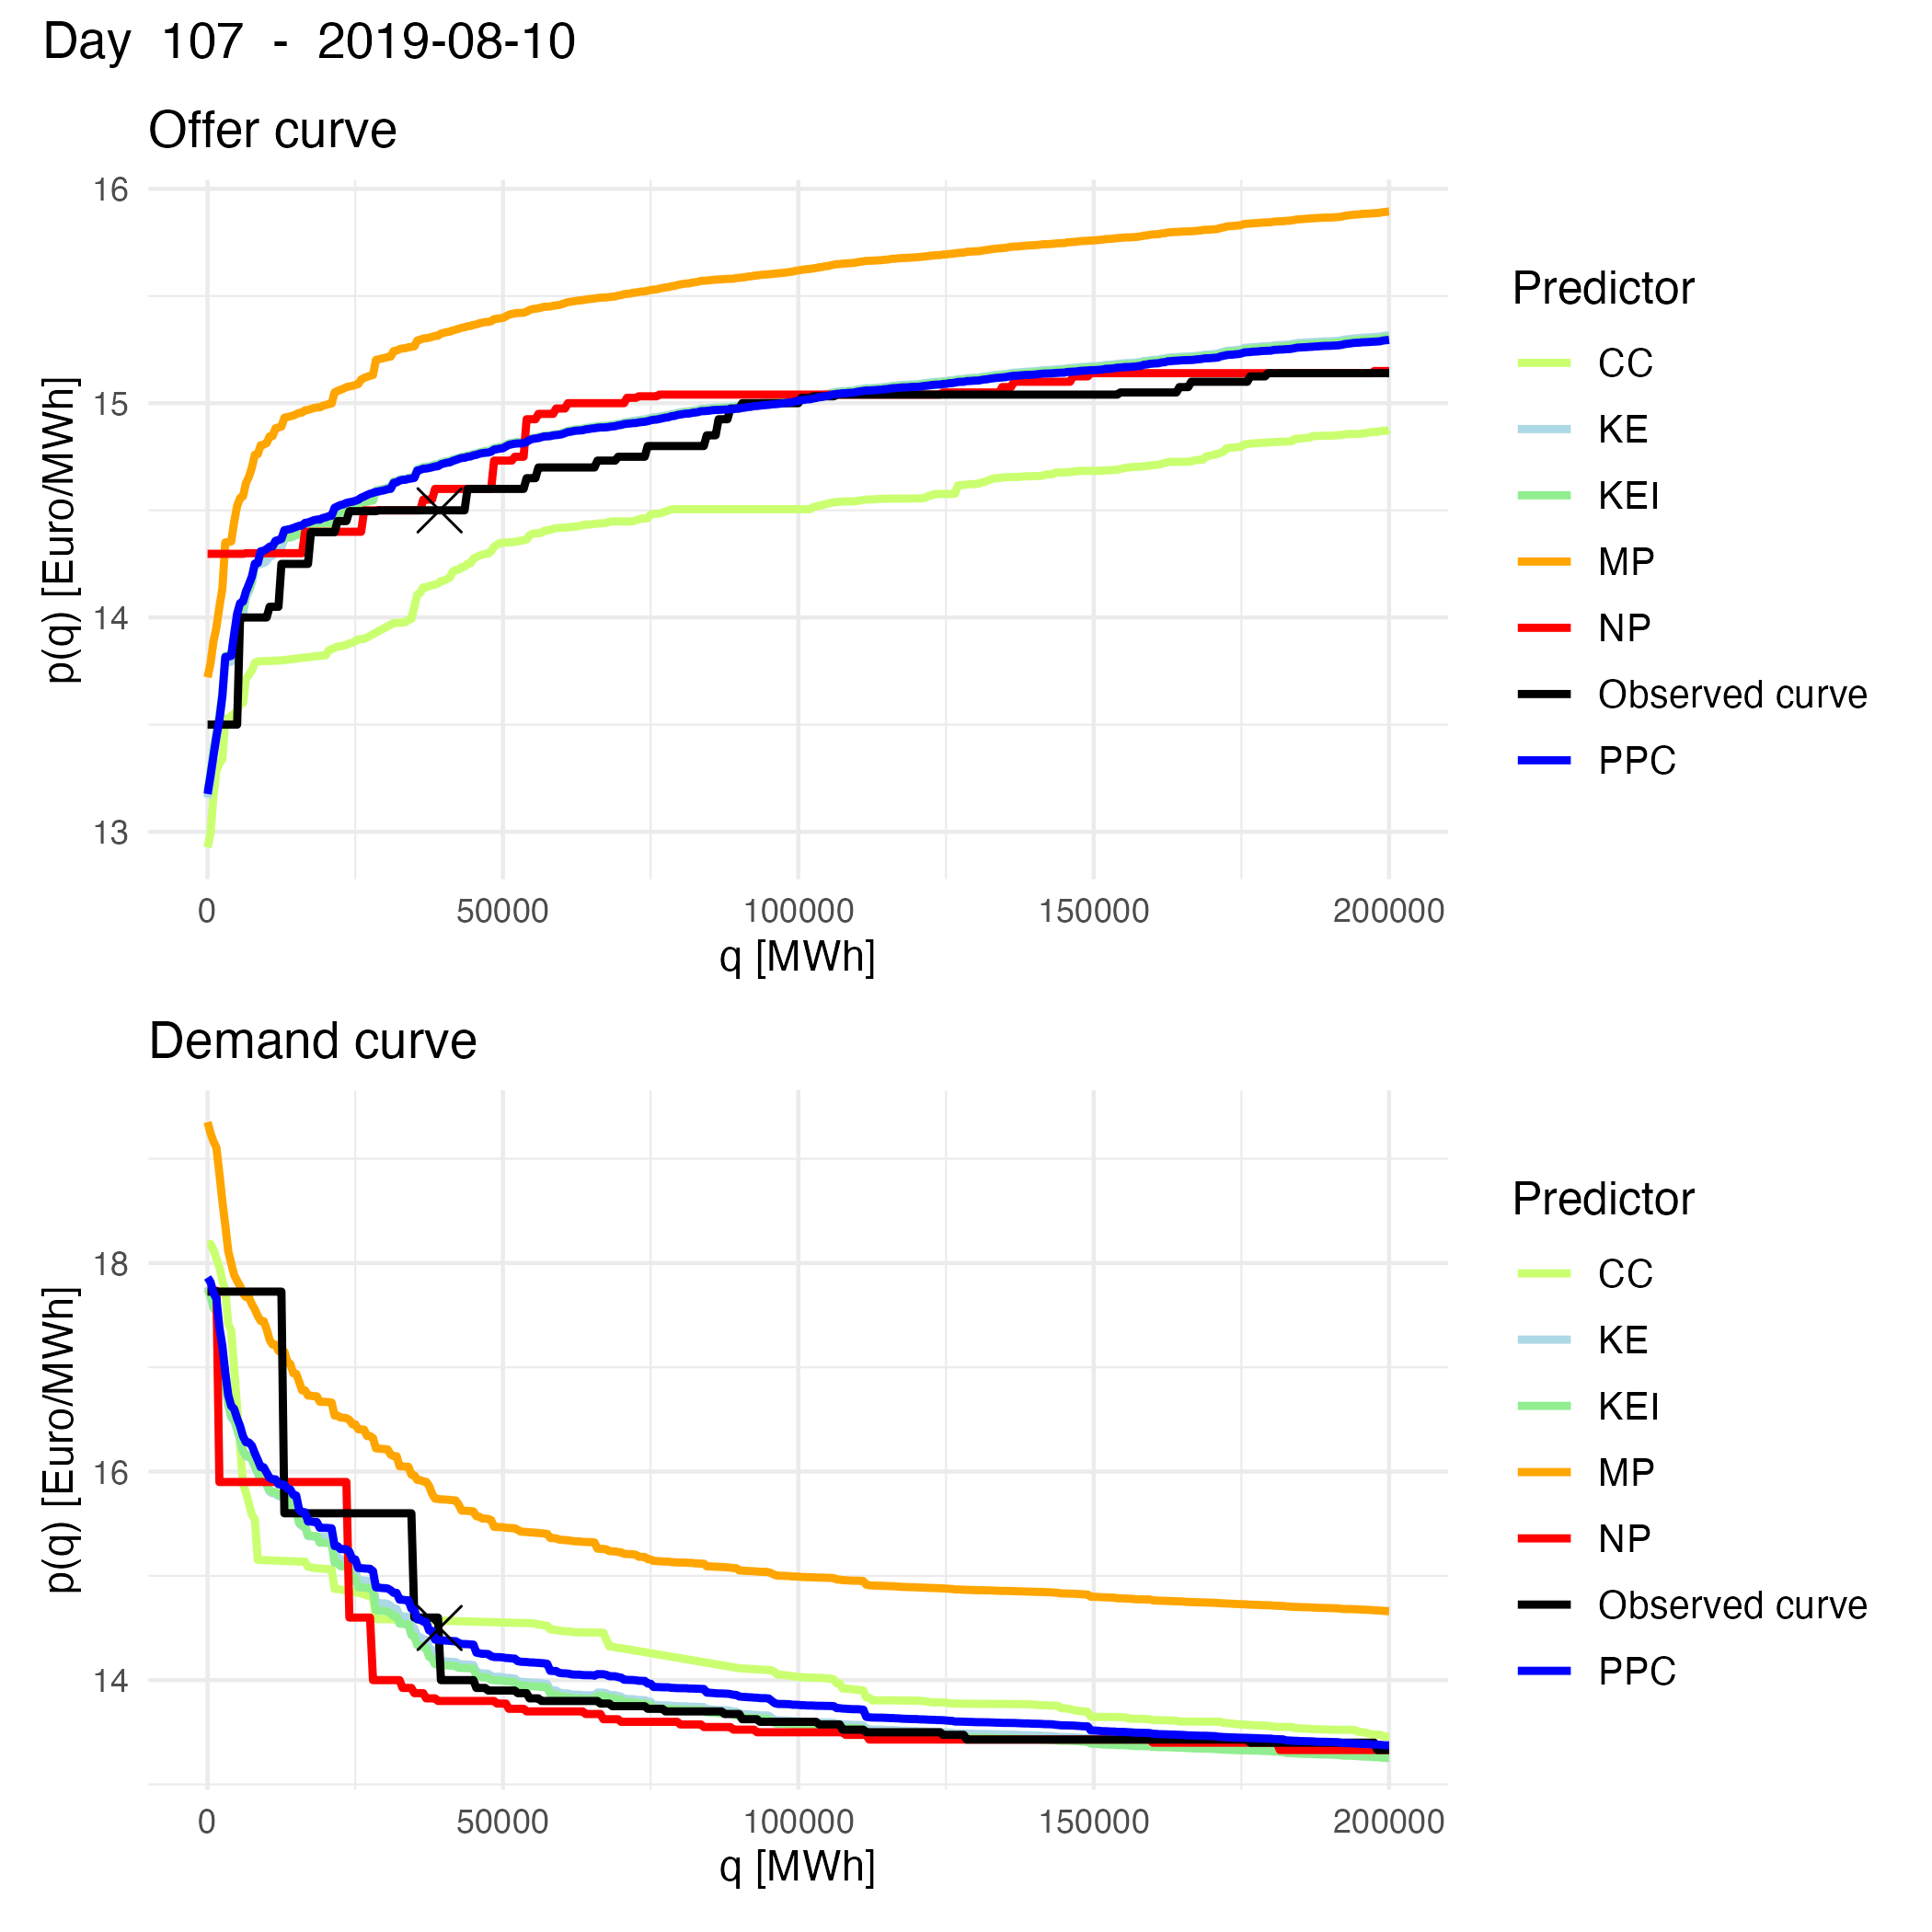 Day 107 - 2019-08-10
Offer curve
16
15
14
13
p(q) [Euro/MWh]
0 50000 100000 150000 200000
q [MWh]
Predictor
CC
KE
KEI
MP
NP
Observed curve
PPC
Demand curve
18
16
14
p(q) [Euro/MWh]
0 50000 100000 150000 200000
q [MWh]
Predictor
CC
KE
KEI
MP
NP
Observed curve
PPC